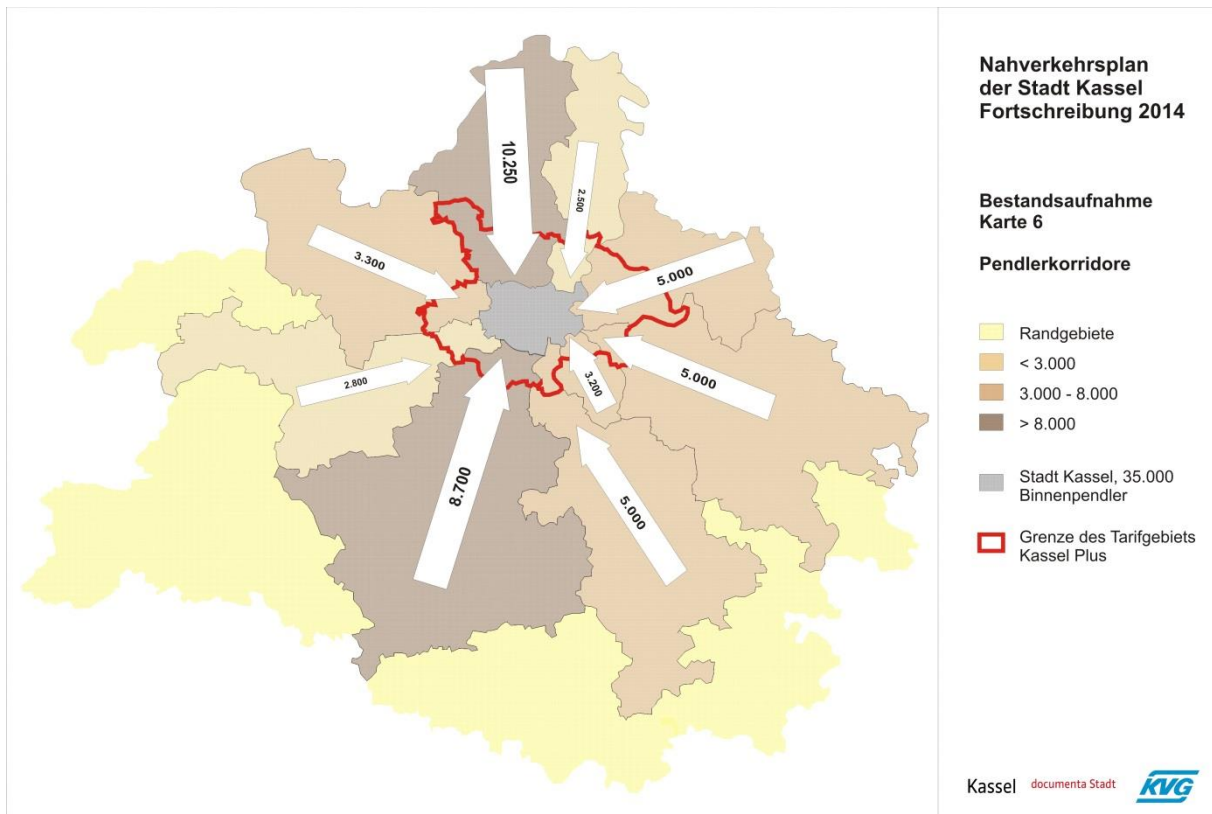 Nahverkehrsplan
der Stadt Kassel
Fortschreibung 2014
Bestandsaufnahme
Karte 6
Pendlerkorridore
Randgebiete
< 3.000
3.000 - 8.000
> 8.000
Stadt Kassel, 35.000
Binnenpendler
Grenze des Tarifgebiets
Kassel Plus
10.250
2.500
3.300
5.000
2.800
3.200
5.000
8.700
5.000
Kassel documenta Stadt KVG